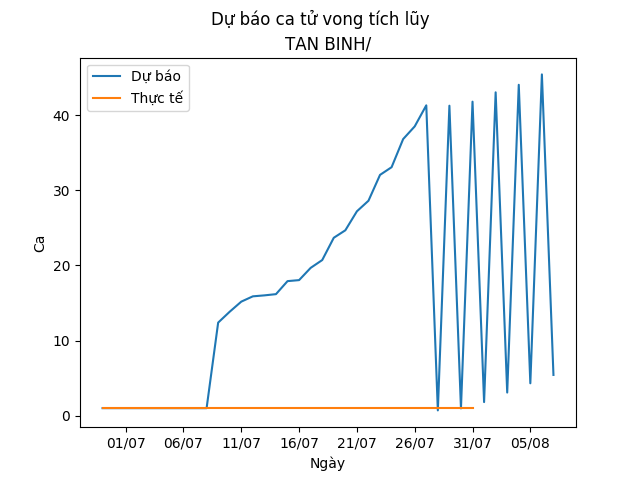 Dự báo ca tử vong tích lũy
TAN BINH/
Dự báo
Thực tế
40
30
20
10
0
Ca
01/07 06/07 11/07 16/07 21/07 26/07 31/07 05/08
Ngày